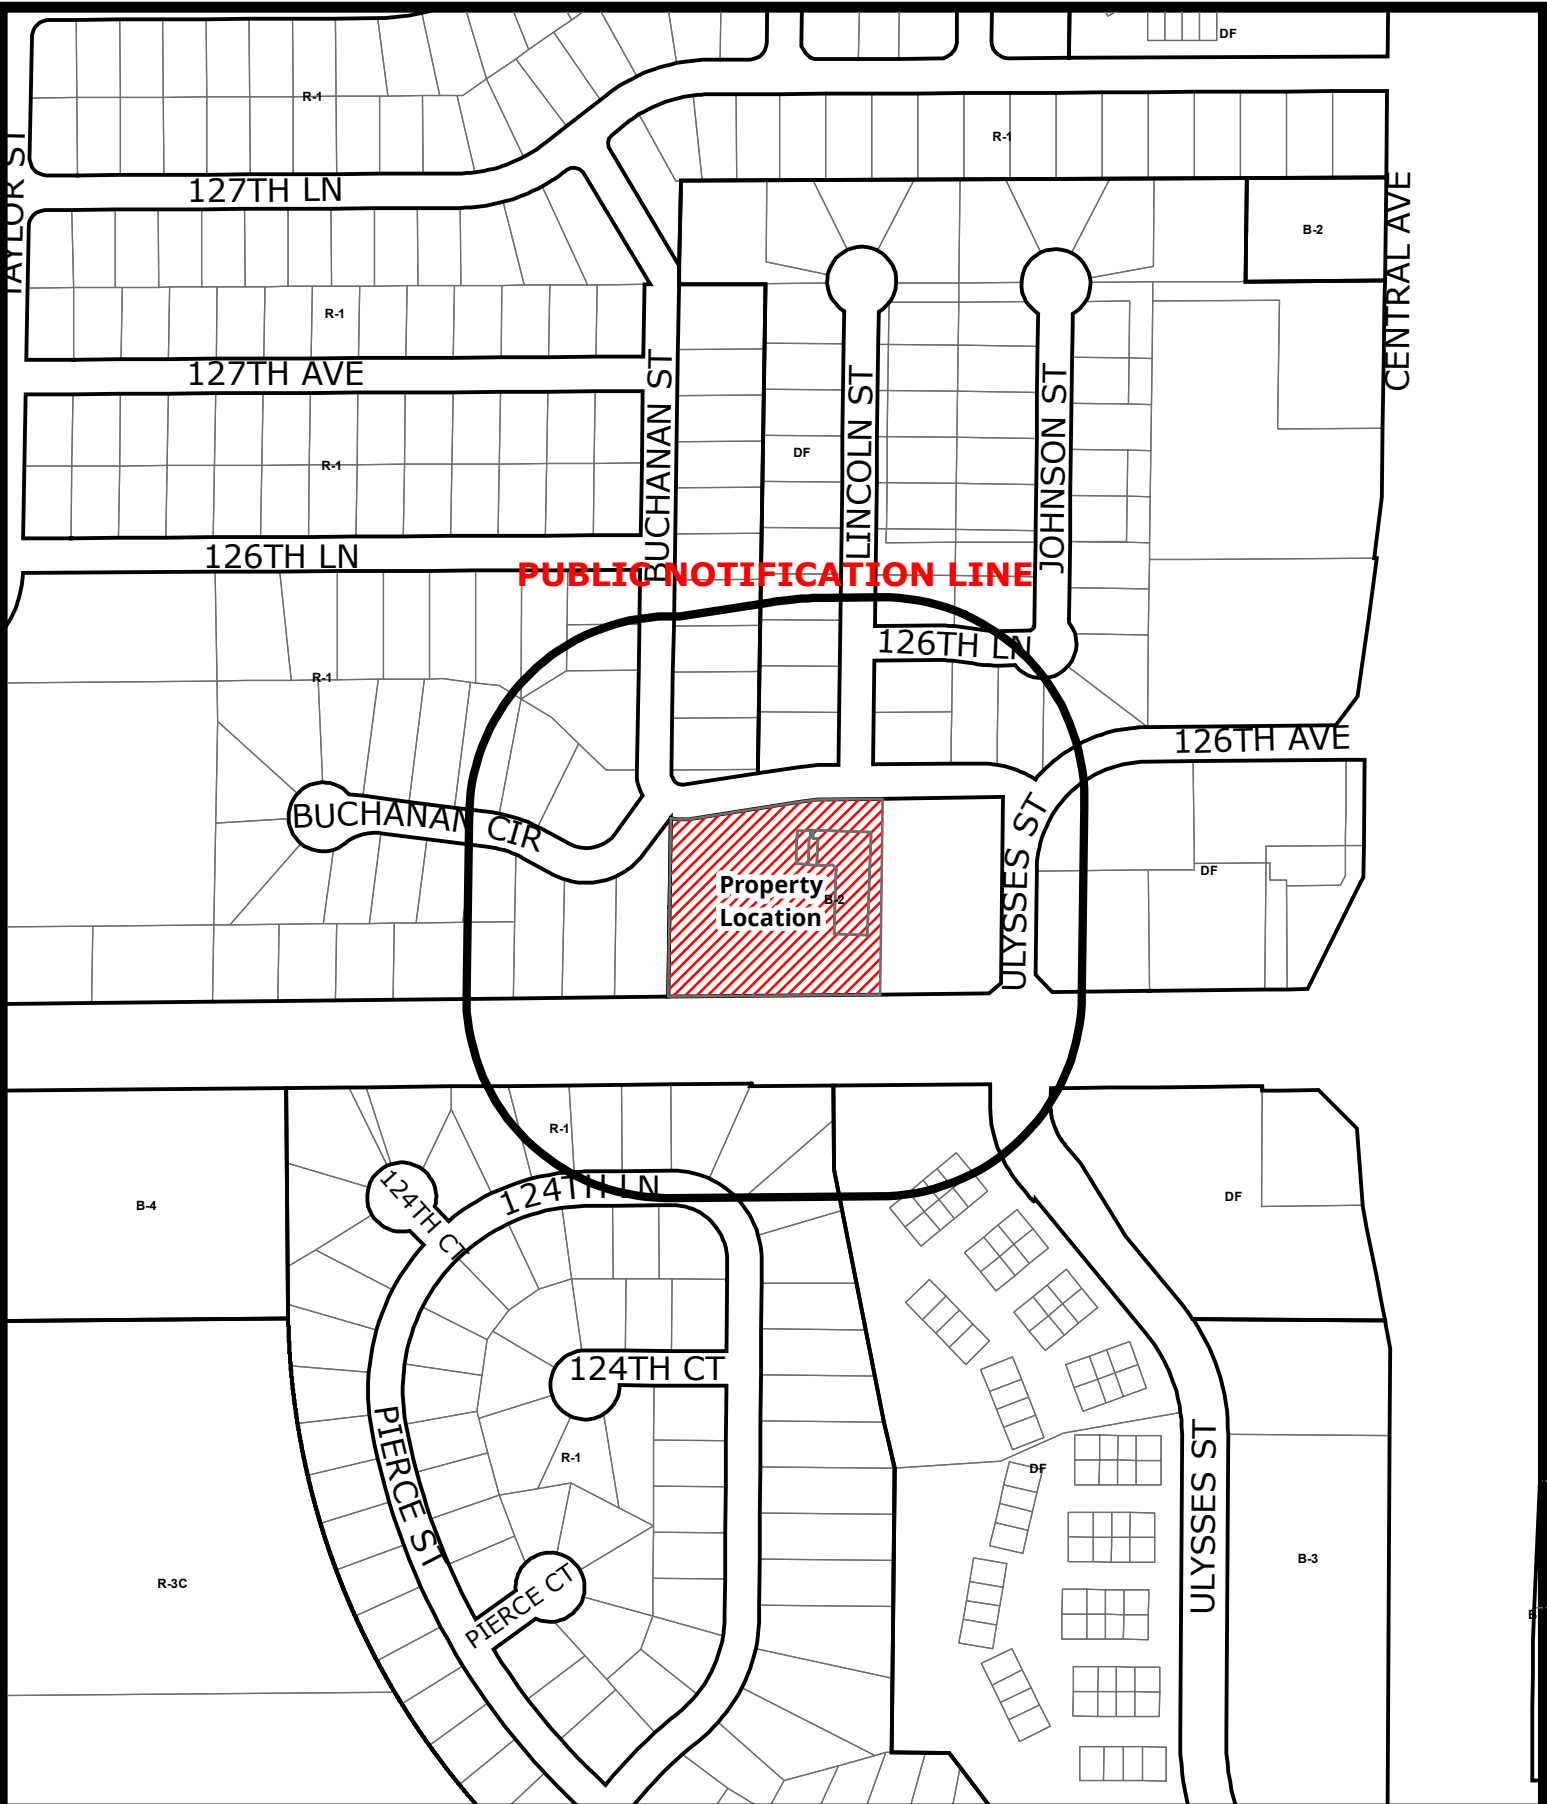 DF
R-1
R-1
TAYLOR ST
127TH LN
CENTRAL AVE
B-2
R-1
127TH AVE
BUCHANAN ST
LINCOLN ST
JOHNSON ST
DF
R-1
126TH LN
PUBLIC NOTIFICATION LINE
126TH LN
R-1
126TH AVE
BUCHANAN CIR
ULYSSES ST
DF
Property
B-2
Location
R-1
124TH LN
124TH CT
B-4
DF
124TH CT
PIERCE ST
R-1
DF
ULYSSES ST
B-3
R-3C
PIERCE CT